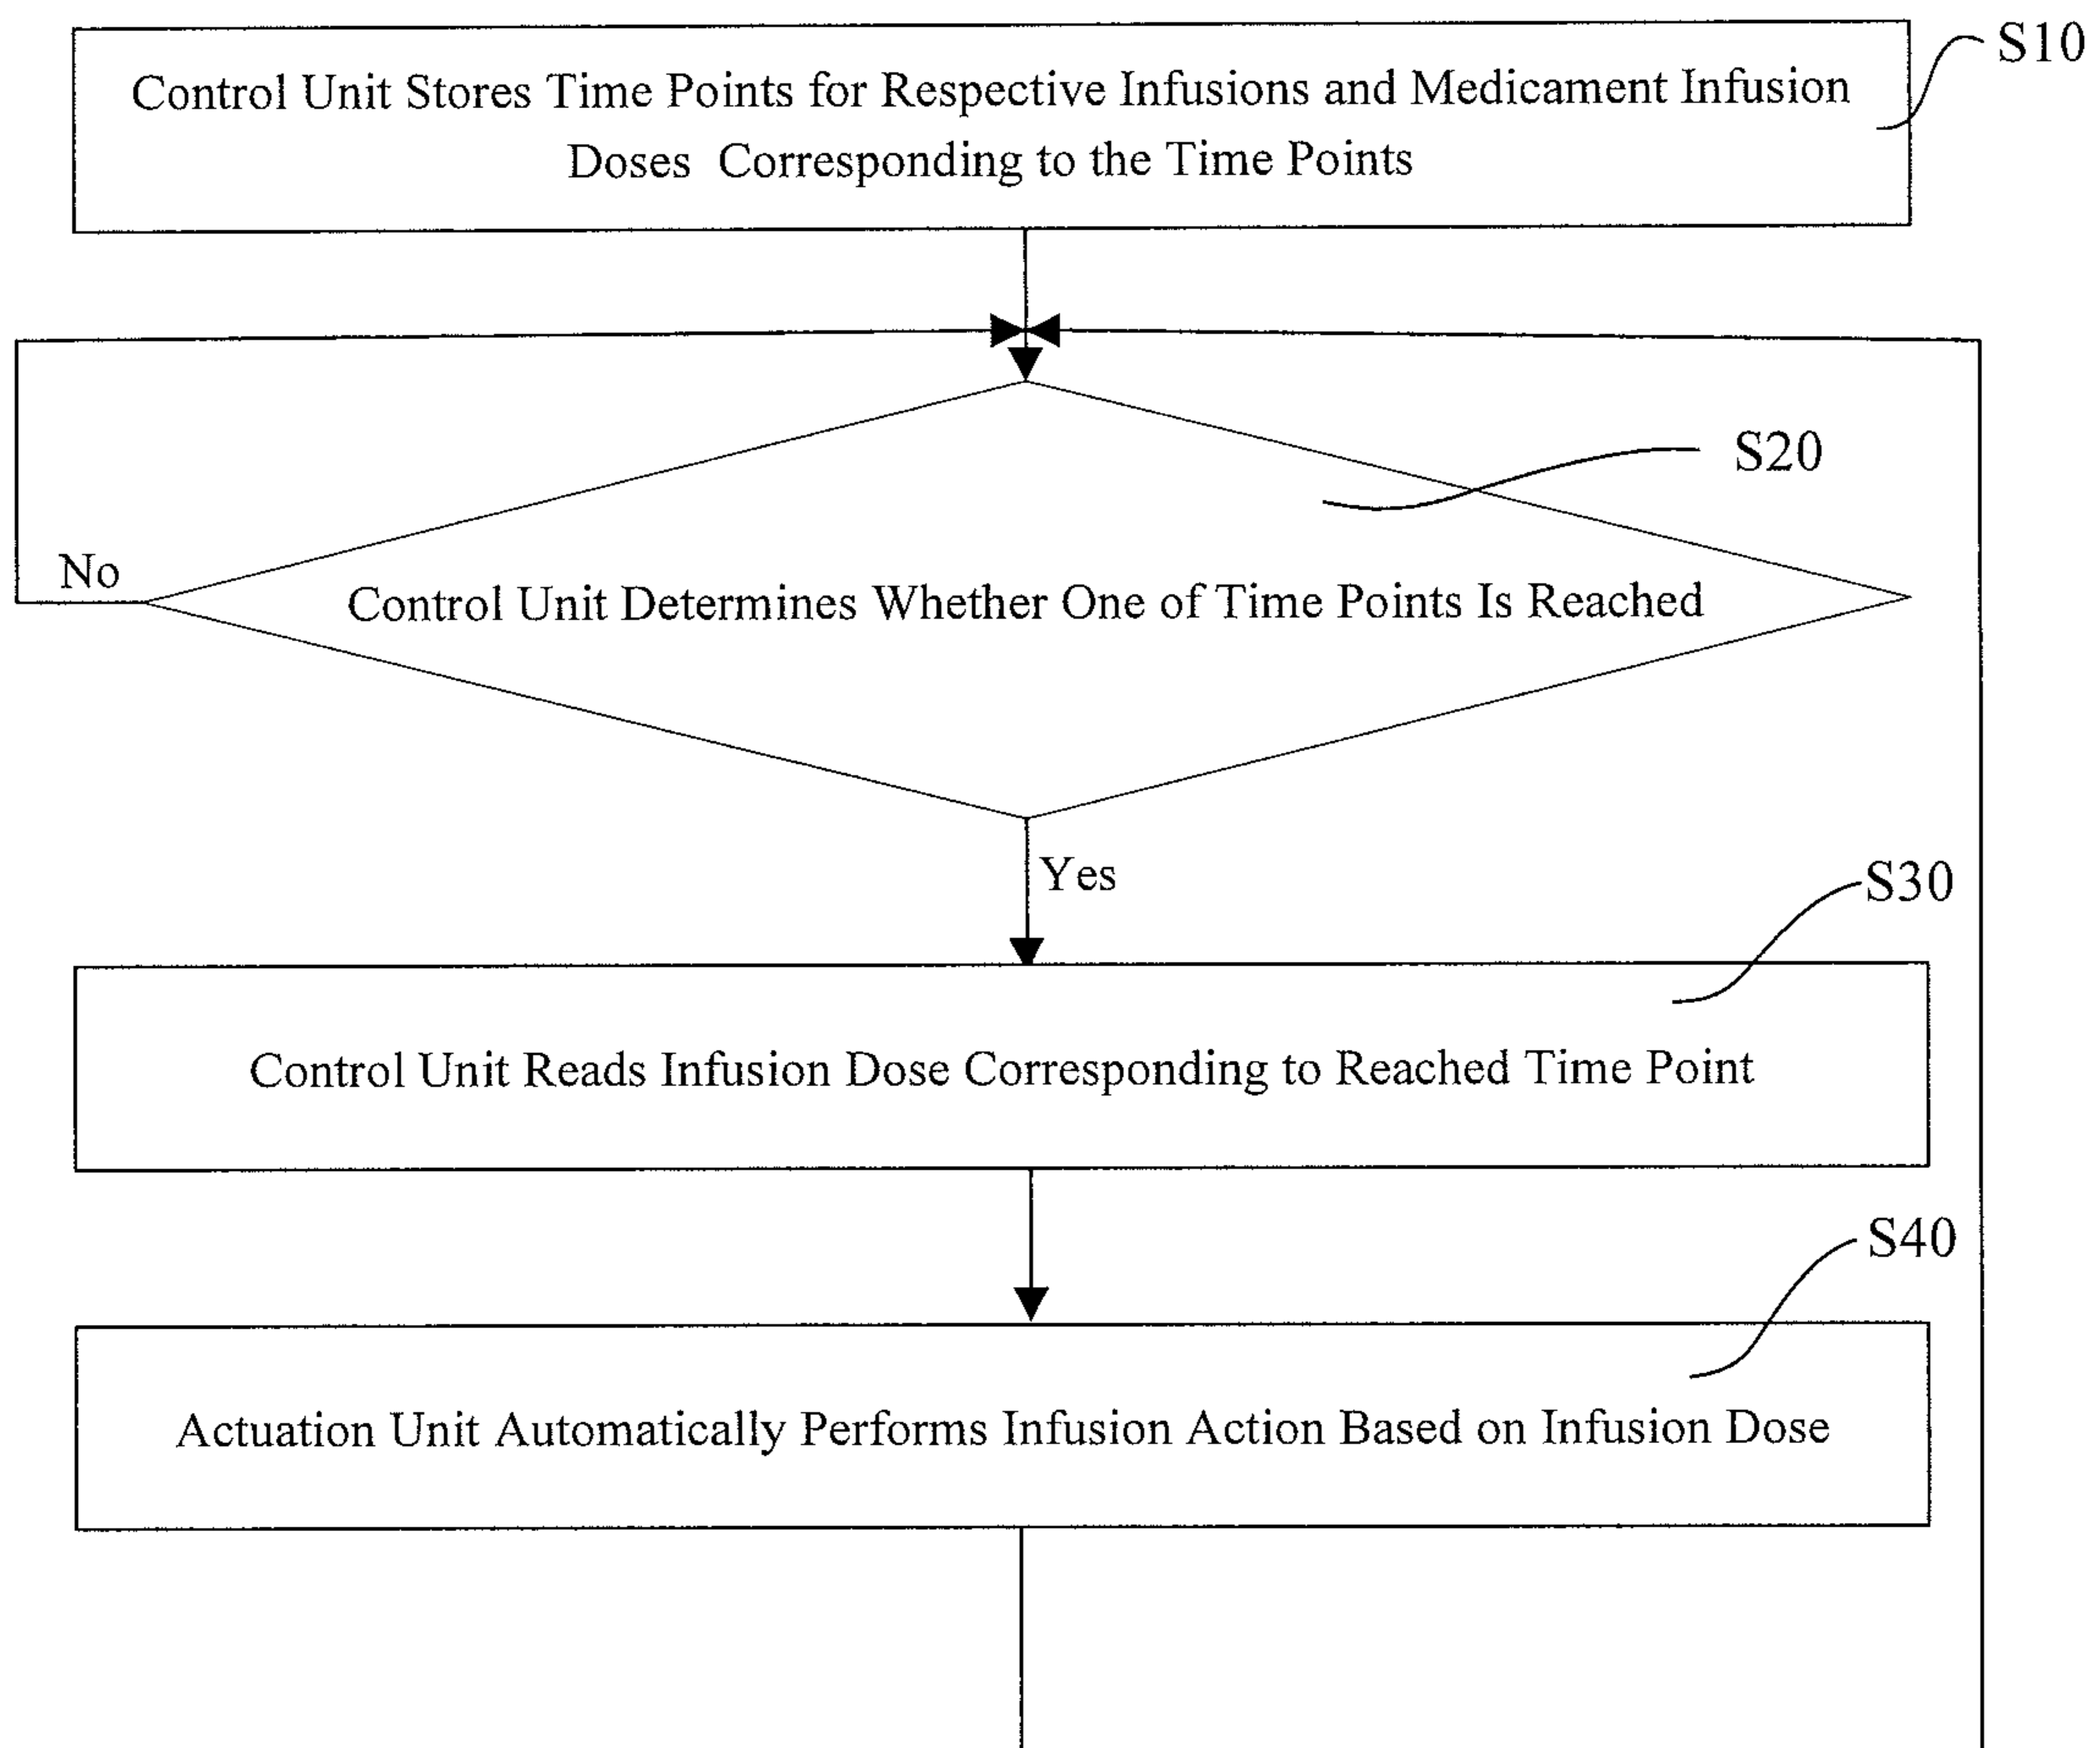 S10
Control Unit Stores Time Points for Respective Infusions and Medicament Infusion
Doses Corresponding to the Time Points
S20
No
Control Unit Determines Whether One of Time Points Is Reached
Yes
S30
Control Unit Reads Infusion Dose Corresponding to Reached Time Point
S40
Actuation Unit Automatically Performs Infusion Action Based on Infusion Dose